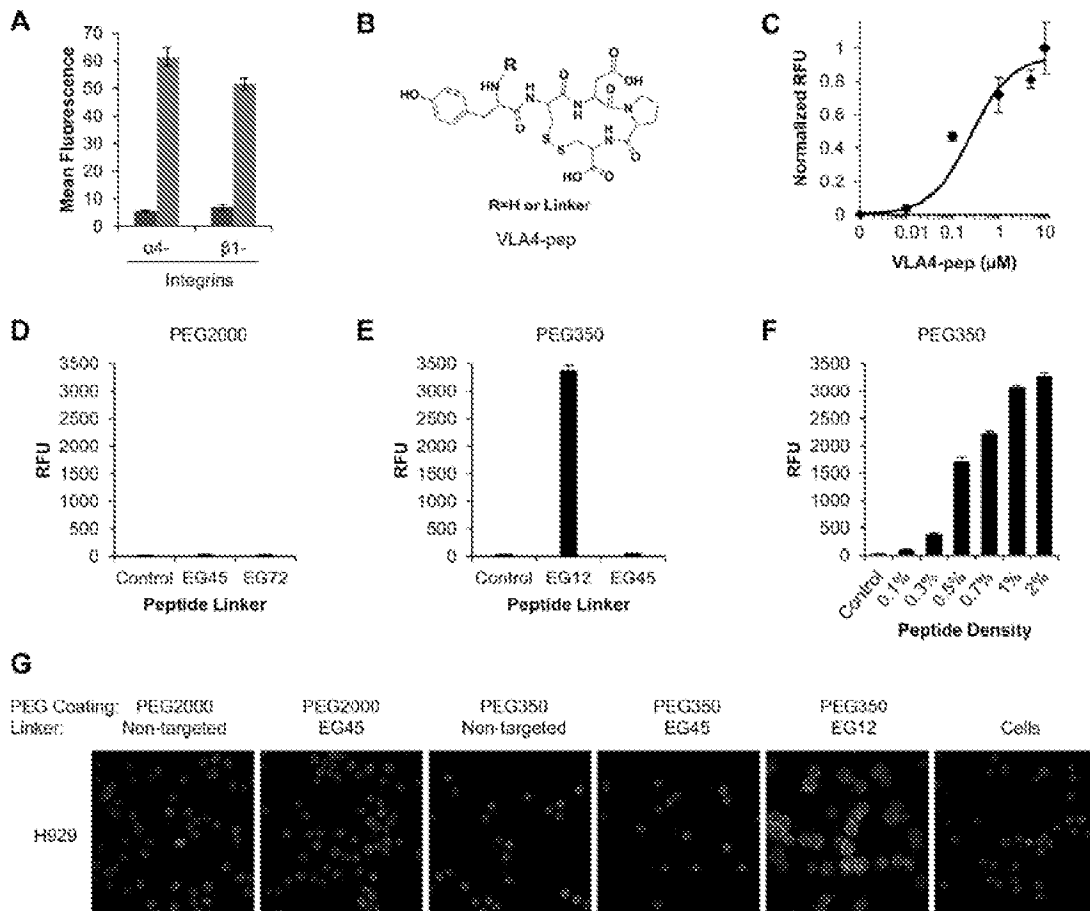 A
Mean Fluorescence
70
60
50
40
30
20
10
0
α4-
β1-
Integrins
B
R
HN
HO
O
H
N
O
N
H
O
OH
O
N
S
S
H
N
O
HO
O
R=H or Linker
VLA4-pep
C
Normalized RFU
1
0.8
0.6
0.4
0.2
0
0
0.01
0.1
1
10
VLA4-pep (µM)
D
PEG2000
RFU
3500
3000
2500
2000
1500
1000
500
0
Control EG45 EG72
Peptide Linker
E
PEG350
RFU
3500
3000
2500
2000
1500
1000
500
0
Control EG12 EG45
Peptide Linker
F
PEG350
RFU
3500
3000
2500
2000
1500
1000
500
0
Control 0.1% 0.3% 0.5% 0.7% 1% 2%
Peptide Density
G
PEG Coating: PEG2000 PEG2000 PEG350 PEG350 PEG350
Linker: Non-targeted EG45 Non-targeted EG45 EG12 Cells
H929